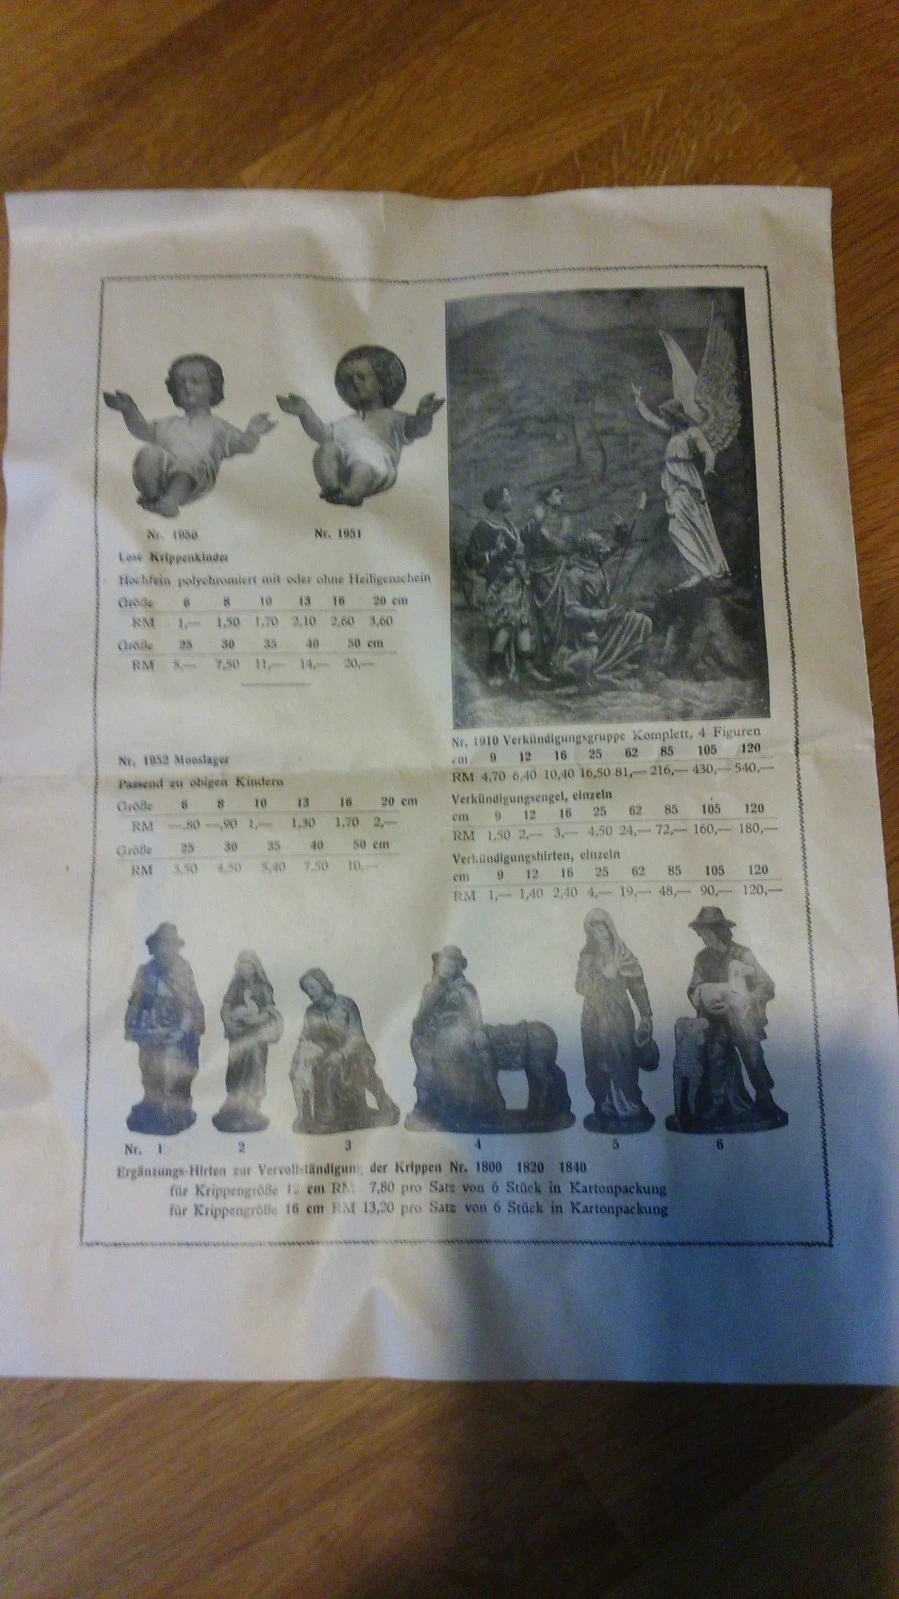 Nr. 1950
Nr. 1951
Lose Krippenkinder
Hochfein polychromiert mit oder ohne Heiligenschein
Größe 6 8 10 13 16 20 cm
RM 1,— 1,50 1,70 2,10 2,60 3,60
Größe 25 30 35 40 50 cm
RM 5,— 7,50 11,— 14,— 20,—
Nr. 1952 Mooslager
Passend zu obigen Kindern
Größe 6 8 10 13 16 20 cm
RM —,80 —,90 1,— 1,30 1,70 2,—
Größe 25 30 35 40 50 cm
RM 3,50 4,50 5,40 7,50 10,—
Nr. 1910 Verkündigungsgruppe Komplett, 4 Figuren
cm 9 12 16 25 62 85 105 120
RM 4,70 6,40 10,40 16,50 81,— 216,— 430,— 540,—
Verkündigungsengel, einzeln
cm 9 12 16 25 62 85 105 120
RM 1,50 2,— 3,— 4,50 24,— 72,— 160,— 180,—
Verkündigungshirten, einzeln
cm 9 12 16 25 62 85 105 120
RM 1,— 1,40 2,40 4,— 19,— 48,— 90,— 120,—
Nr. 1 2 3 4 5 6
Ergänzungs-Hirten zur Vervollständigung der Krippen Nr. 1800 1820 1840
für Krippengröße 12 cm RM 7,80 pro Satz von 6 Stück in Kartonpackung
für Krippengröße 16 cm RM 13,20 pro Satz von 6 Stück in Kartonpackung